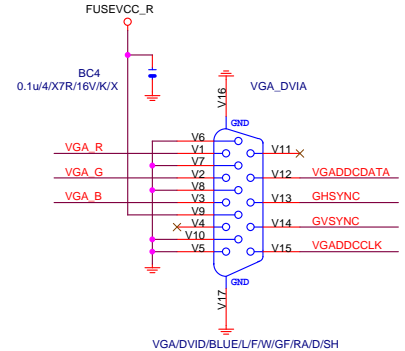 FUSEVCC_R
BC4
0.1u/4/X7R/16V/K/X
V16
VGA_DVIA
GND
V6
VGA_R
V1
V11
V7
VGA_G
V2
V12
VGADDCDATA
V8
VGA_B
V3
V13
GHSYNC
V9
V4
V14
GVSYNC
V10
V5
V15
VGADDCCLK
GND
V17
VGA/DVID/BLUE/L/F/W/GF/RA/D/SH